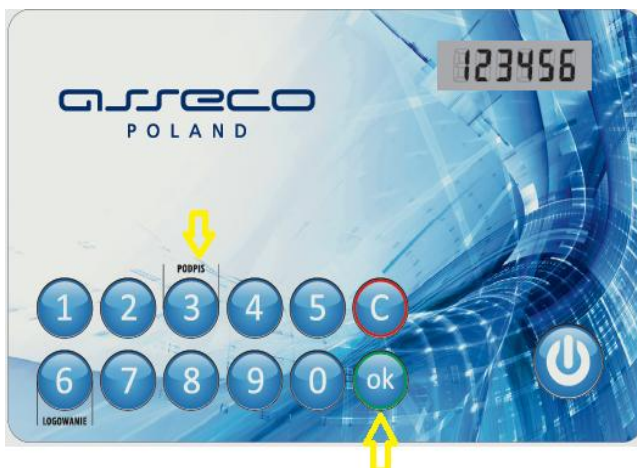 123456
asseco
POLAND
PODPIS
1 2 3 4 5 C
6 7 8 9 0 ok
LOGOWANIE